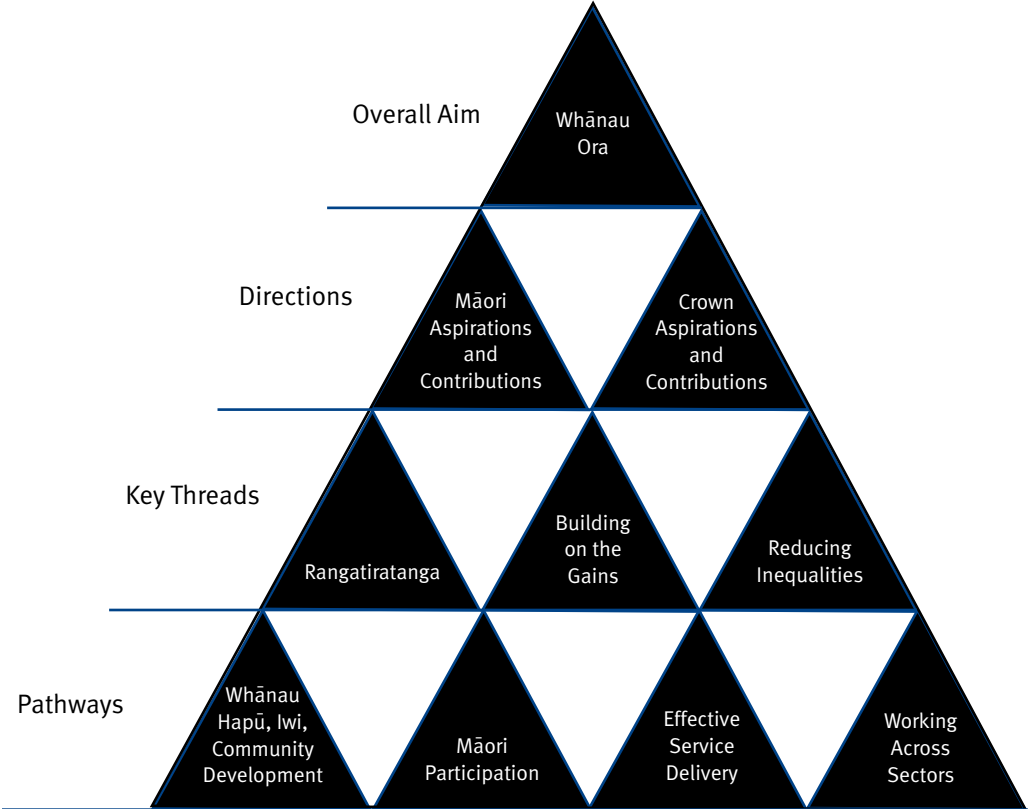 Overall Aim
Whānau
Ora
Directions
Māori
Aspirations
and
Contributions
Crown
Aspirations
and
Contributions
Key Threads
Rangatiratanga
Building
on the
Gains
Reducing
Inequalities
Pathways
Whānau
Hapū, Iwi,
Community
Development
Māori
Participation
Effective
Service
Delivery
Working
Across
Sectors